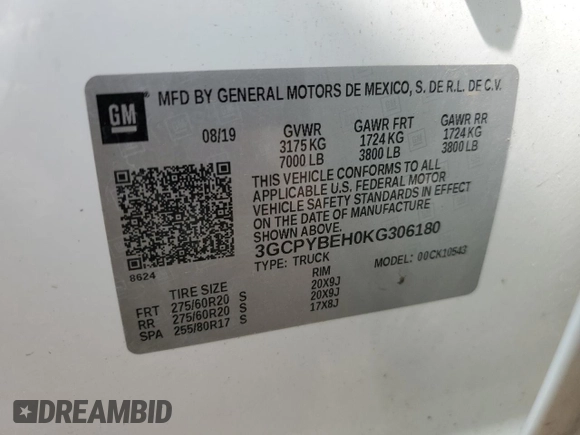 GM
MFD BY GENERAL MOTORS DE MEXICO, S. DE R.L. DE C.V.
08/19 GVWR GAWR FRT GAWR RR
3175 KG 1724 KG 1724 KG
7000 LB 3800 LB 3800 LB
THIS VEHICLE CONFORMS TO ALL
APPLICABLE U.S. FEDERAL MOTOR
VEHICLE SAFETY STANDARDS IN EFFECT
ON THE DATE OF MANUFACTURE SHOWN ABOVE.
3GCPYBEH0KG306180
8624
TYPE: TRUCK MODEL: 00CK10543
TIRE SIZE RIM
FRT 275/60R20 S 20X9J
RR 275/60R20 S 20X9J
SPA 255/80R17 S 17X8J
DREAMBID